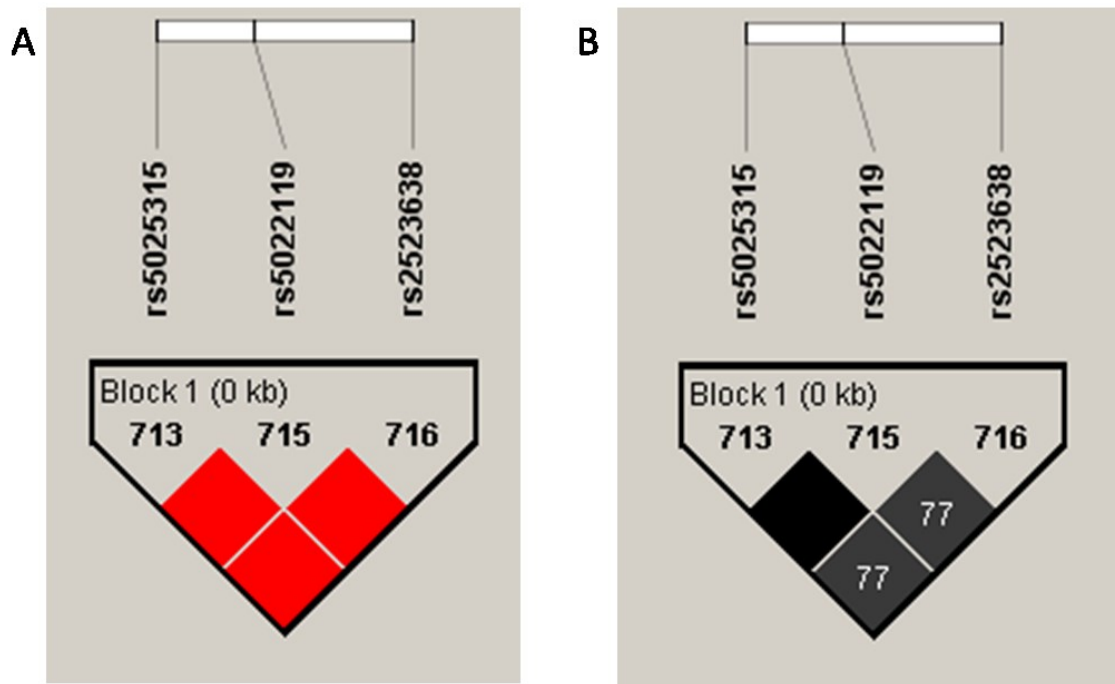 A
rs5025315
rs5022119
rs2523638
Block 1 (0 kb)
713 715 716
B
rs5025315
rs5022119
rs2523638
Block 1 (0 kb)
713 715 716
77
77